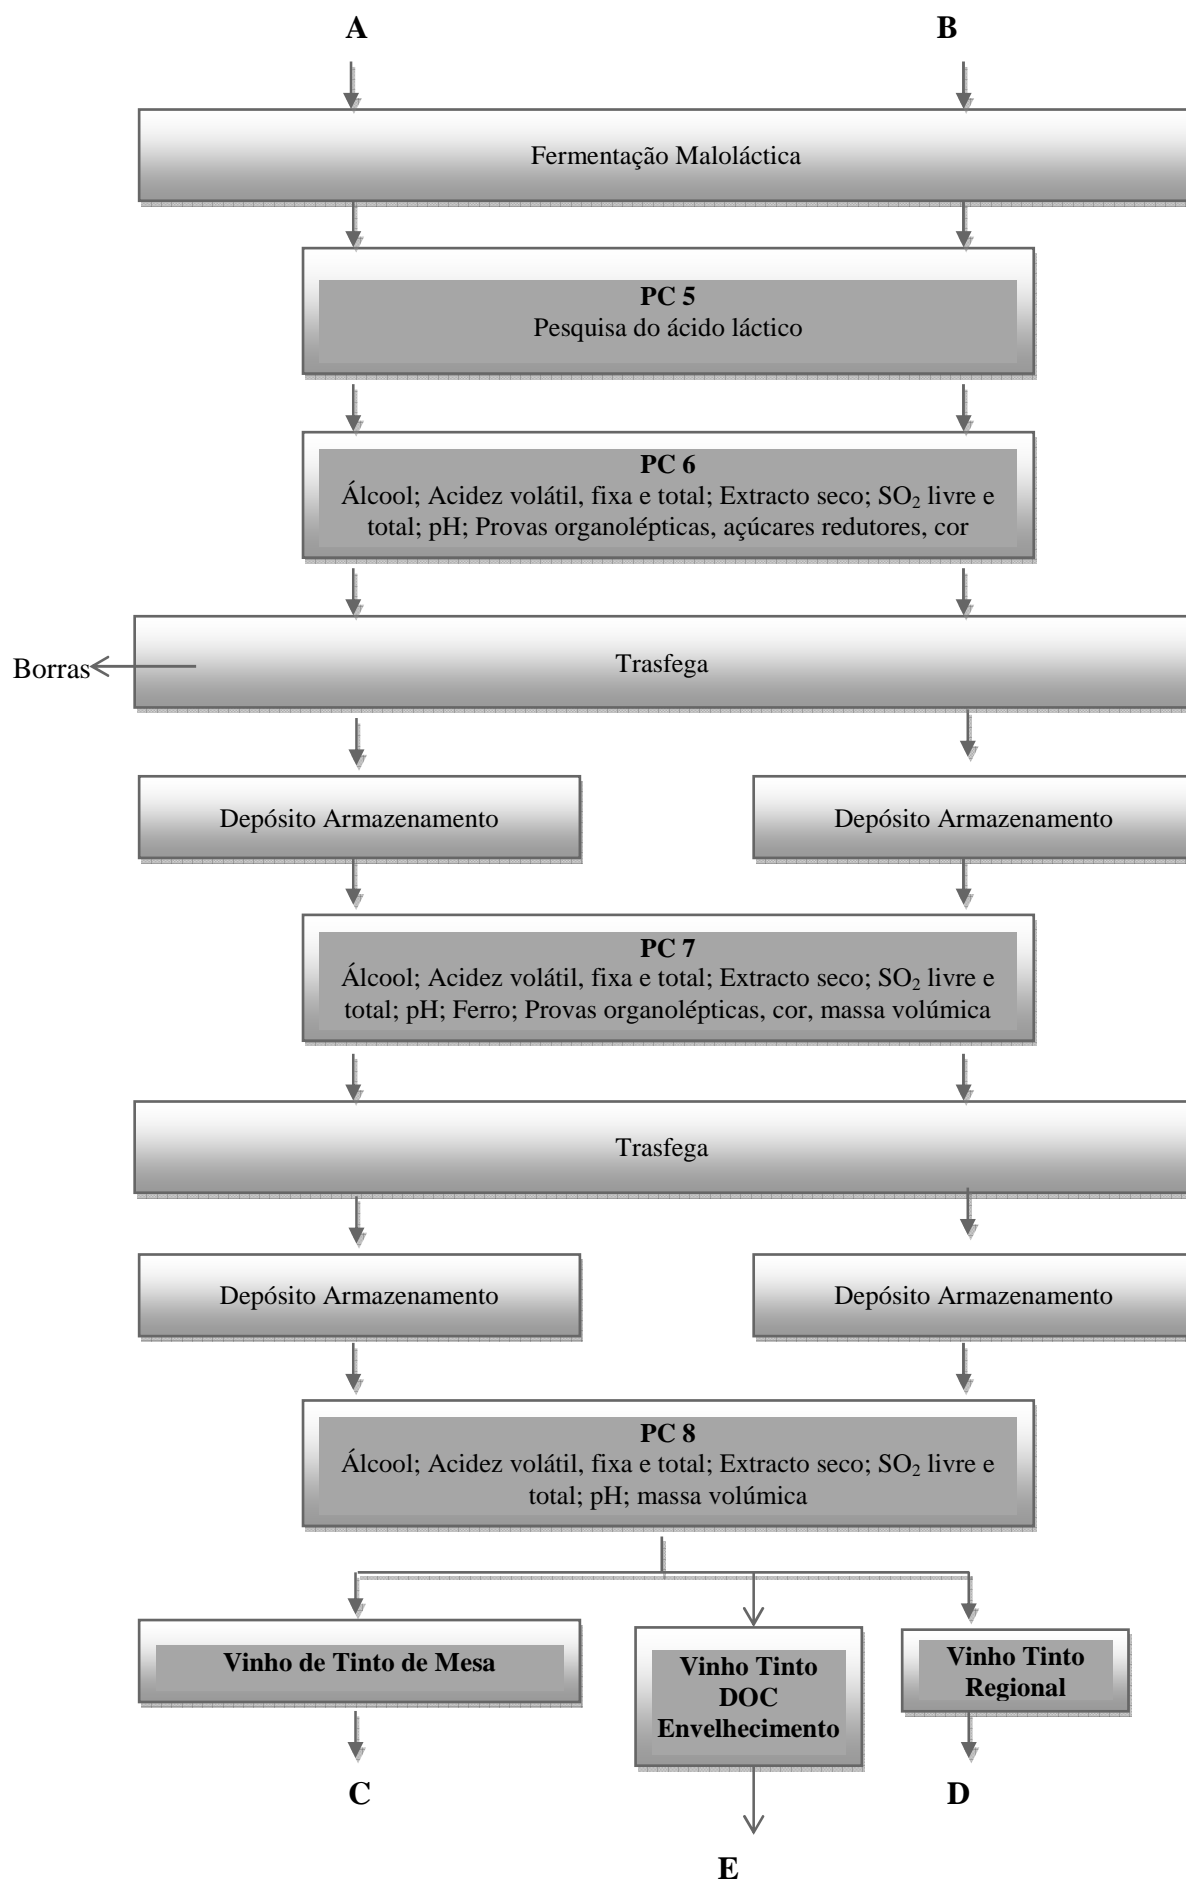 A
B
Fermentação Maloláctica
PC 5
Pesquisa do ácido láctico
PC 6
Álcool; Acidez volátil, fixa e total; Extracto seco; SO₂ livre e
total; pH; Provas organolépticas, açúcares redutores, cor
Borras
Trasfega
Depósito Armazenamento
Depósito Armazenamento
PC 7
Álcool; Acidez volátil, fixa e total; Extracto seco; SO₂ livre e
total; pH; Ferro; Provas organolépticas, cor, massa volúmica
Trasfega
Depósito Armazenamento
Depósito Armazenamento
PC 8
Álcool; Acidez volátil, fixa e total; Extracto seco; SO₂ livre e
total; pH; massa volúmica
Vinho de Tinto de Mesa
Vinho Tinto
DOC
Envelhecimento
Vinho Tinto
Regional
C
D
E